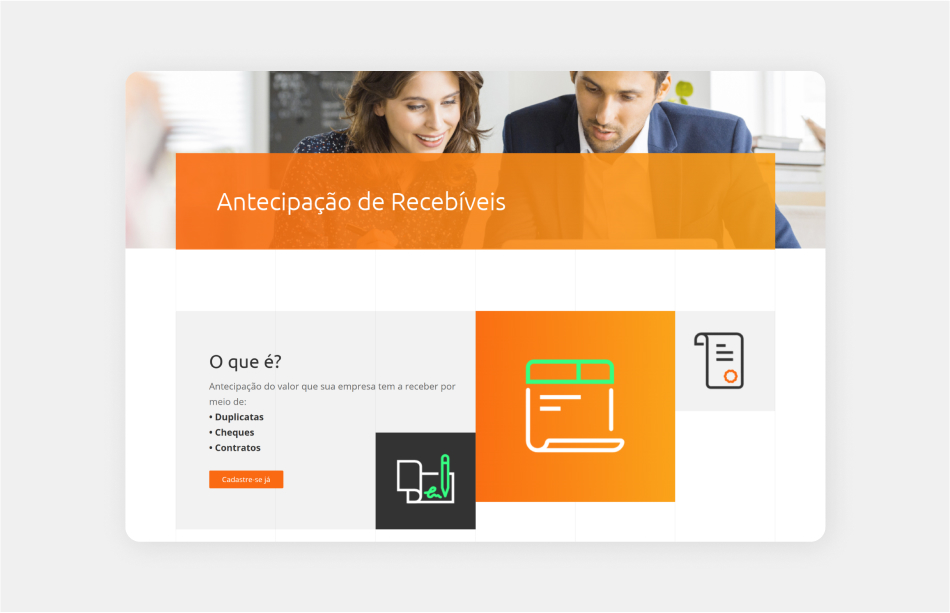 Antecipação de Recebíveis
O que é?
Antecipação do valor que sua empresa tem a receber por
meio de:
• Duplicatas
• Cheques
• Contratos
Cadastre-se já